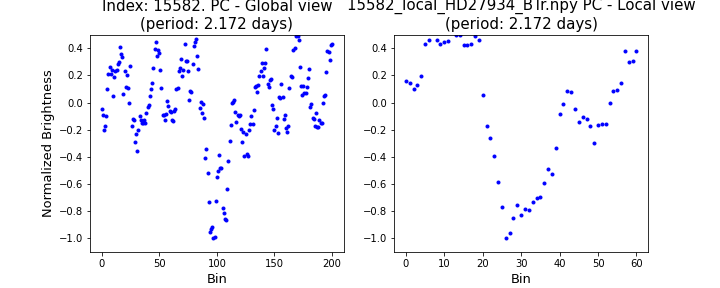 Index: 15582. PC - Global view
(period: 2.172 days)
15582_local_HD27934_BTr.npy PC - Local view
(period: 2.172 days)
Normalized Brightness
0.4
0.2
0.0
−0.2
−0.4
−0.6
−0.8
−1.0
0 50 100 150 200
Bin
0.4
0.2
0.0
−0.2
−0.4
−0.6
−0.8
−1.0
0 10 20 30 40 50 60
Bin